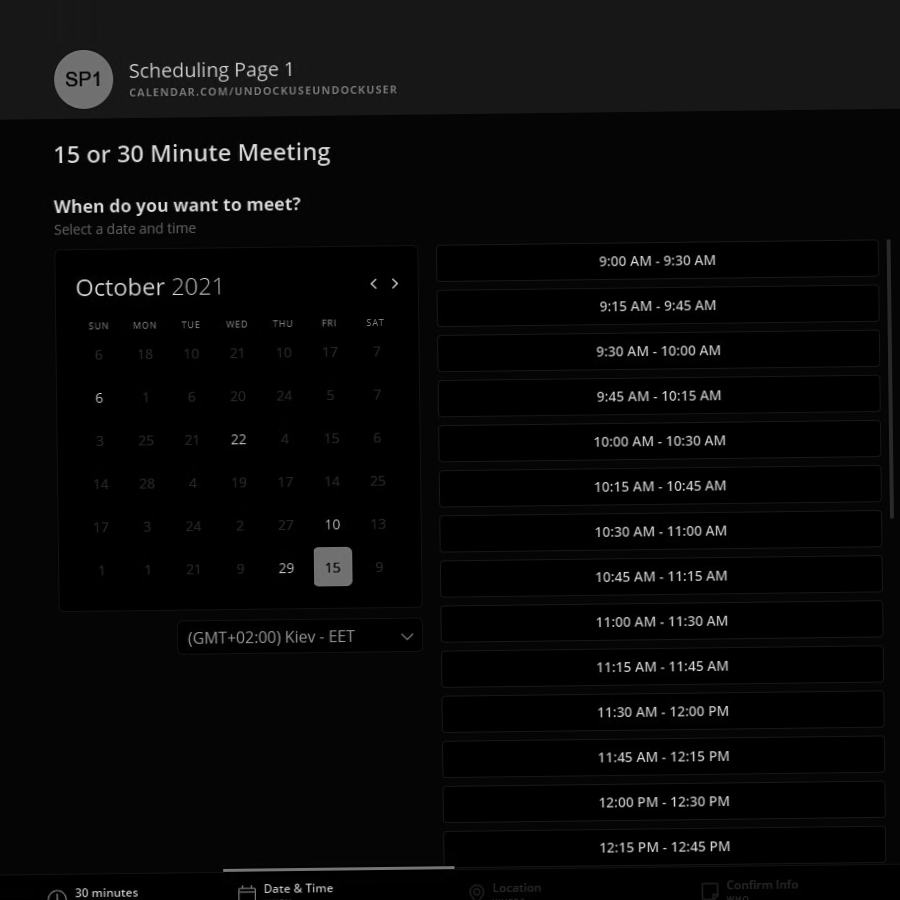 SP1
Scheduling Page 1
CALENDAR.COM/UNDOCKUSEUNDOCKUSER
15 or 30 Minute Meeting
When do you want to meet?
Select a date and time
October 2021
SUN MON TUE WED THU FRI SAT
6 18 10 21 10 17 7
6 1 6 20 24 5 7
3 25 21 22 4 15 6
14 28 4 19 17 14 25
17 3 24 2 27 10 13
1 1 21 9 29 15 9
(GMT+02:00) Kiev - EET
9:00 AM - 9:30 AM
9:15 AM - 9:45 AM
9:30 AM - 10:00 AM
9:45 AM - 10:15 AM
10:00 AM - 10:30 AM
10:15 AM - 10:45 AM
10:30 AM - 11:00 AM
10:45 AM - 11:15 AM
11:00 AM - 11:30 AM
11:15 AM - 11:45 AM
11:30 AM - 12:00 PM
11:45 AM - 12:15 PM
12:00 PM - 12:30 PM
12:15 PM - 12:45 PM
30 minutes
Date & Time
Location
Confirm Info